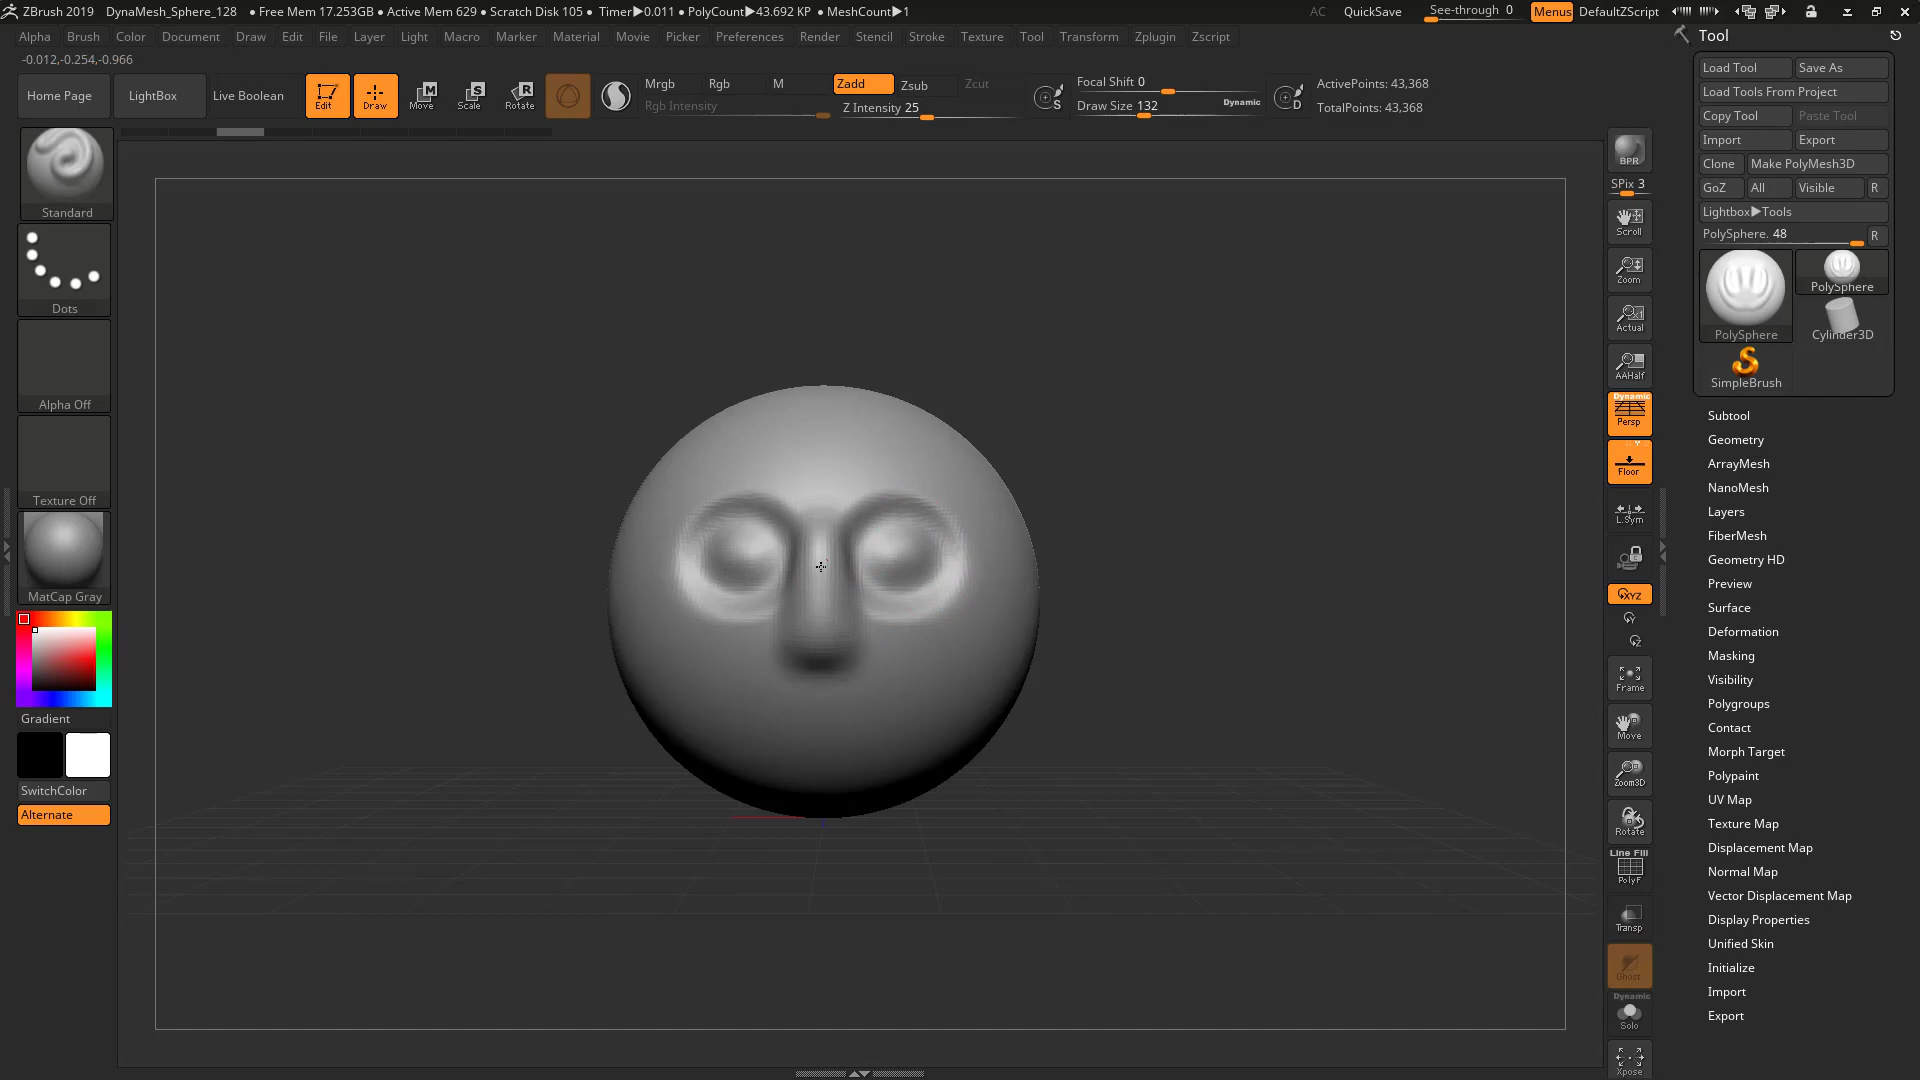 ZBrush 2019 DynaMesh_Sphere_128 ● Free Mem 17.253GB ● Active Mem 629 ● Scratch Disk 105 ● Timer▶0.011 ● PolyCount▶43.692 KP ● MeshCount▶1 AC QuickSave See-through 0 Menus DefaultZScript
Alpha Brush Color Document Draw Edit File Layer Light Macro Marker Material Movie Picker Preferences Render Stencil Stroke Texture Tool Transform Zplugin Zscript
-0.012,-0.254,-0.966
Home Page LightBox Live Boolean Edit Draw Move Scale Rotate
Mrgb Rgb M Zadd Zsub Zcut
Rgb Intensity Z Intensity 25
S
Focal Shift 0
Draw Size 132 Dynamic
D
ActivePoints: 43,368
TotalPoints: 43,368
Standard
Dots
Alpha Off
Texture Off
MatCap Gray
Gradient
SwitchColor
Alternate
BPR
SPix 3
Scroll
Zoom
Actual
AAHalf
Dynamic
Persp
Floor
L.Sym
XYZ
Y
Z
Frame
Move
Zoom3D
Rotate
Line Fill
PolyF
Transp
Ghost
Dynamic
Solo
Xpose
Tool
Load Tool Save As
Load Tools From Project
Copy Tool Paste Tool
Import Export
Clone Make PolyMesh3D
GoZ All Visible R
Lightbox▶Tools
PolySphere. 48 R
PolySphere PolySphere
Cylinder3D
SimpleBrush
Subtool
Geometry
ArrayMesh
NanoMesh
Layers
FiberMesh
Geometry HD
Preview
Surface
Deformation
Masking
Visibility
Polygroups
Contact
Morph Target
Polypaint
UV Map
Texture Map
Displacement Map
Normal Map
Vector Displacement Map
Display Properties
Unified Skin
Initialize
Import
Export